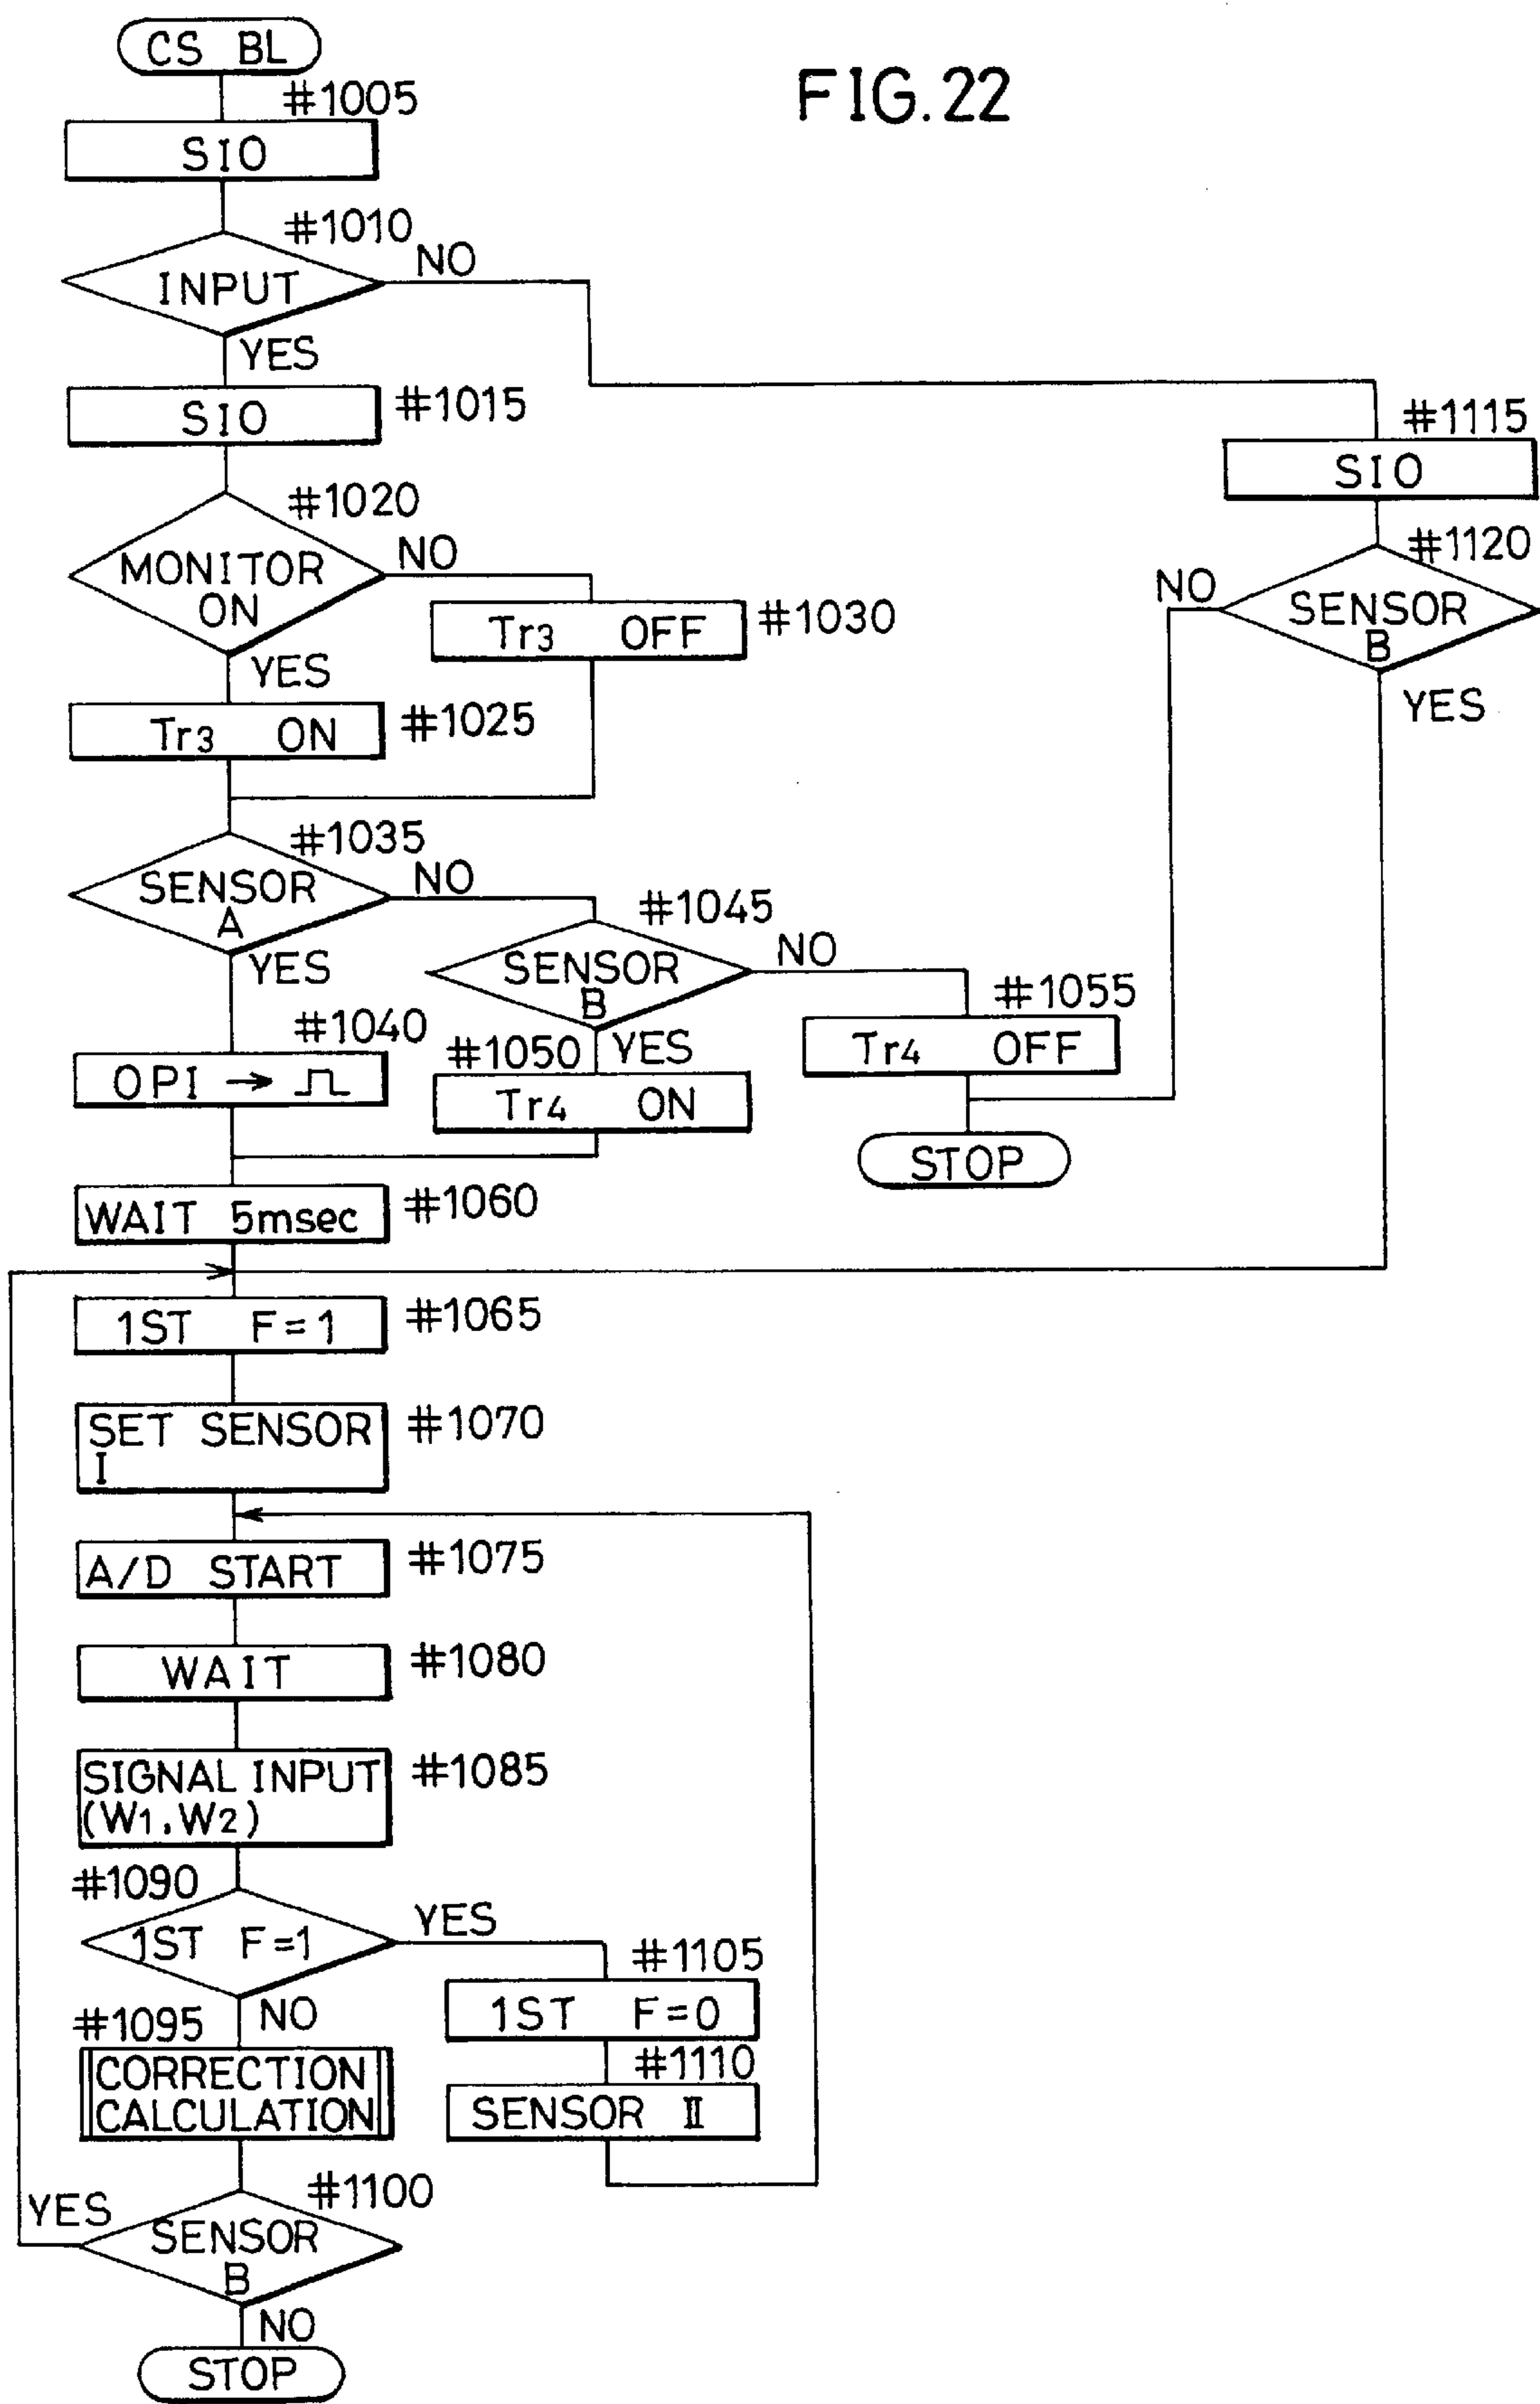 FIG.22
CS BL
#1005
SIO
#1010
INPUT
NO
YES
SIO
#1015
#1020
MONITOR
ON
NO
YES
Tr3 OFF
#1030
Tr3 ON
#1025
#1035
SENSOR
A
NO
YES
#1045
SENSOR
B
NO
YES
#1040
OPI →
#1050
Tr4 ON
#1055
Tr4 OFF
STOP
#1115
SIO
#1120
SENSOR
B
NO
YES
WAIT 5msec
#1060
1ST F=1
#1065
SET SENSOR
I
#1070
A/D START
#1075
WAIT
#1080
SIGNAL INPUT
(W1,W2)
#1085
#1090
1ST F=1
YES
NO
#1105
1ST F=0
#1110
SENSOR II
#1095
CORRECTION
CALCULATION
#1100
SENSOR
B
YES
NO
STOP